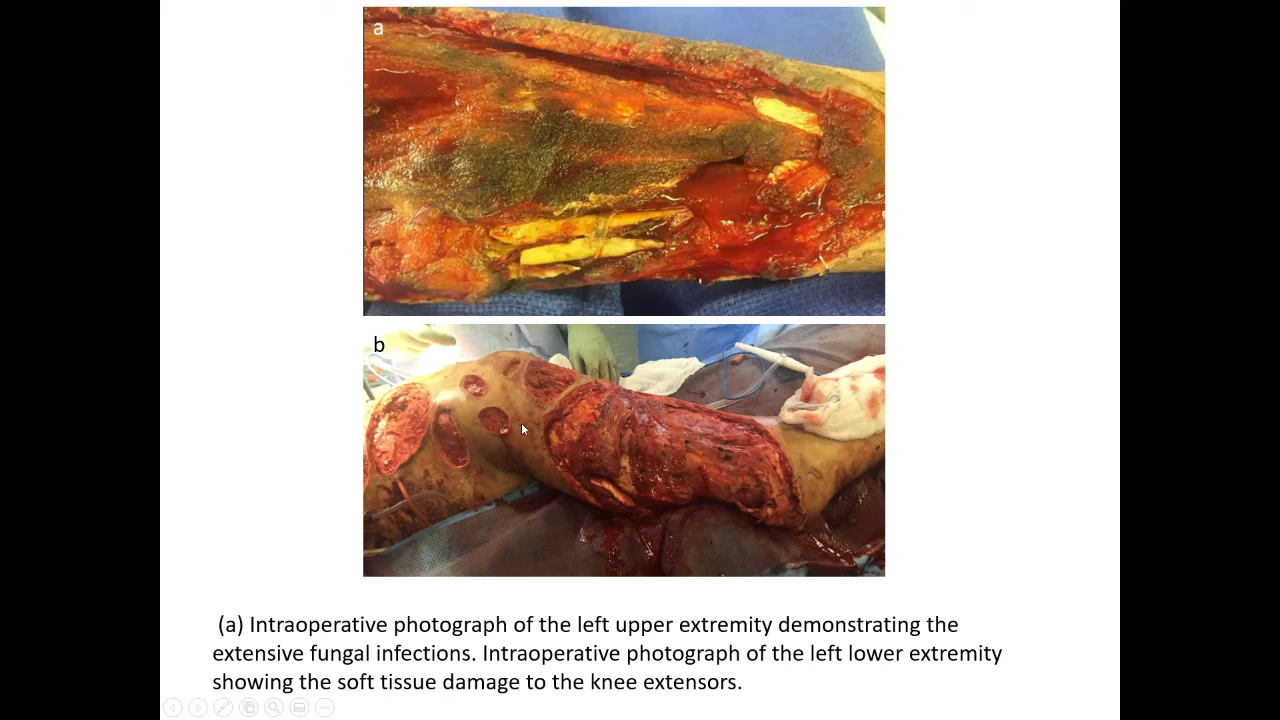 a
b
(a) Intraoperative photograph of the left upper extremity demonstrating the
extensive fungal infections. Intraoperative photograph of the left lower extremity
showing the soft tissue damage to the knee extensors.